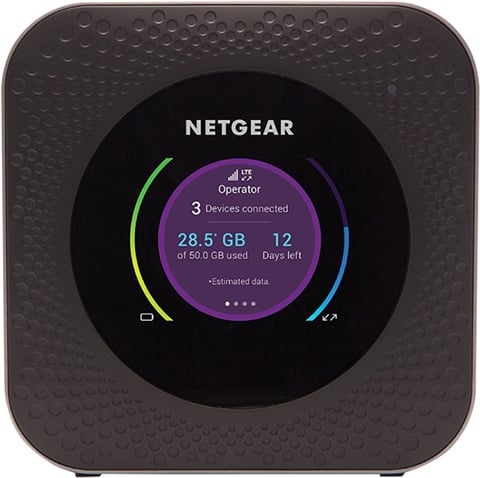 NETGEAR
LTE
Operator
3 Devices connected
28.5* GB 12
of 50.0 GB used Days left
*Estimated data.